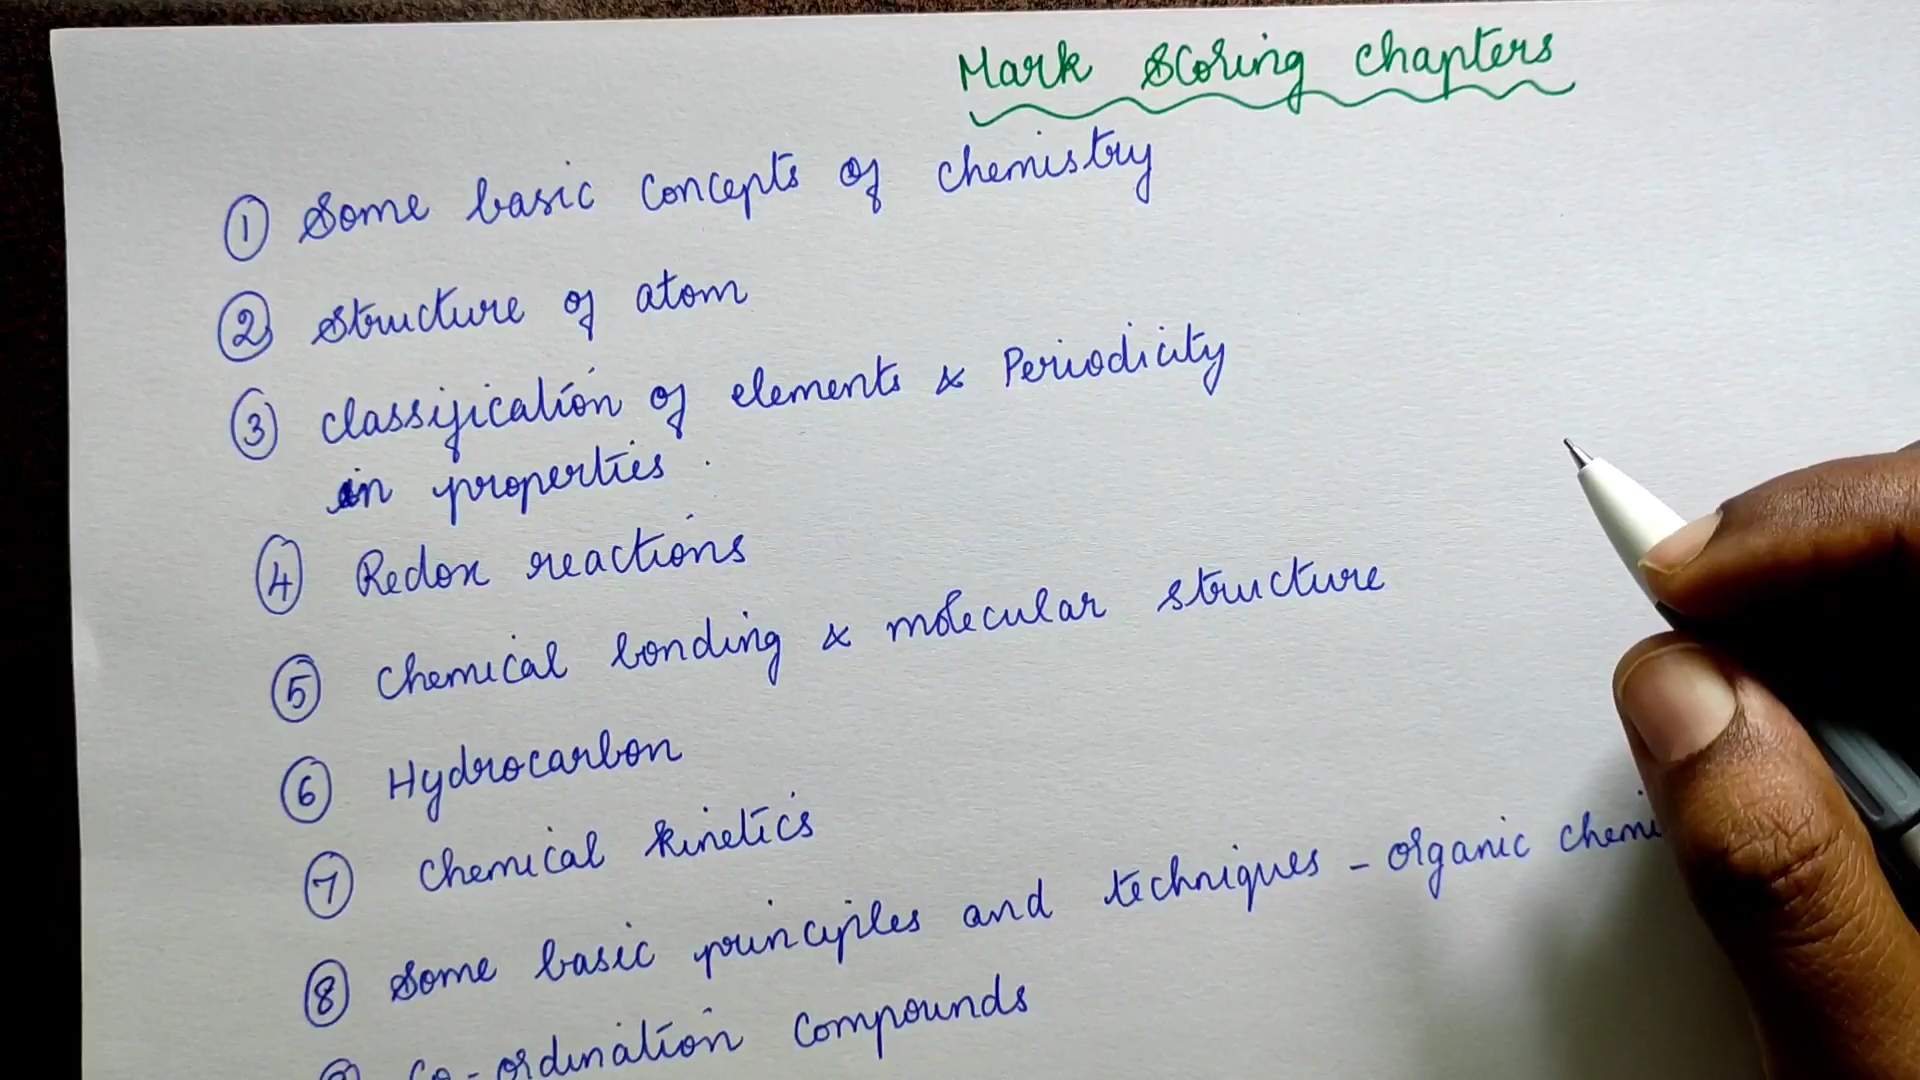 Mark Scoring Chapters
① Some basic concepts of chemistry
② Structure of atom
③ Classification of elements & Periodicity
in properties.
④ Redox reactions
⑤ Chemical bonding & molecular structure
⑥ Hydrocarbon
⑦ Chemical kinetics
⑧ Some basic principles and techniques - organic chemi
Co-ordination compounds